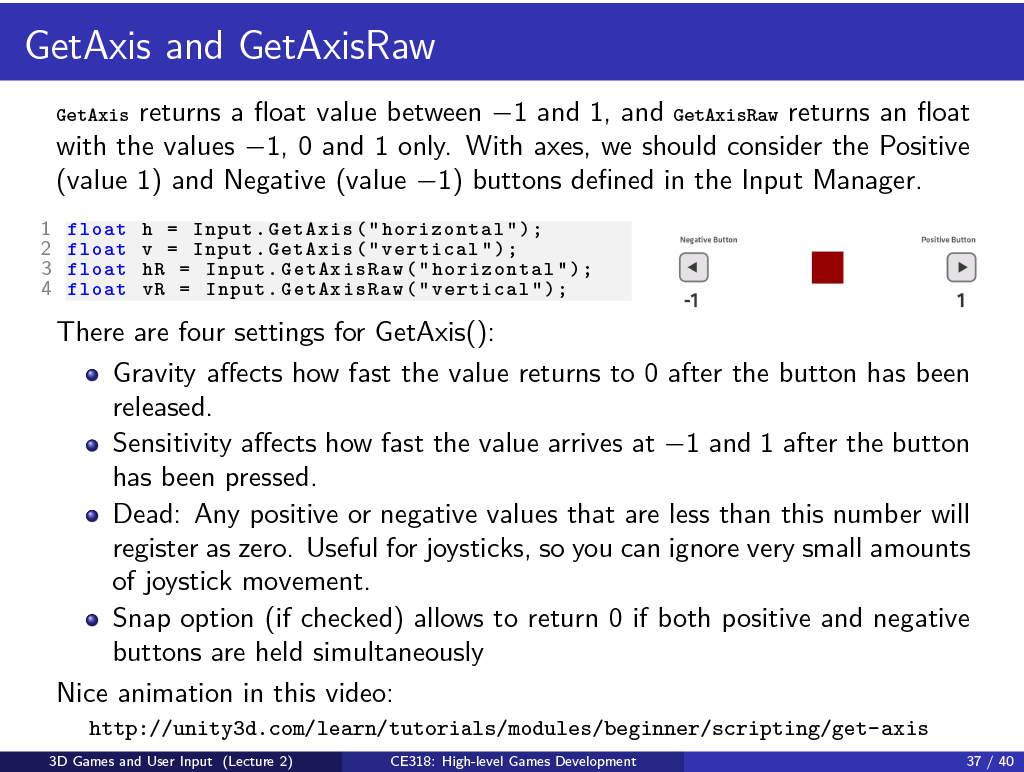 GetAxis and GetAxisRaw
GetAxis returns a float value between −1 and 1, and GetAxisRaw returns an float
with the values −1, 0 and 1 only. With axes, we should consider the Positive
(value 1) and Negative (value −1) buttons defined in the Input Manager.
1 float h = Input.GetAxis("horizontal");
2 float v = Input.GetAxis("vertical");
3 float hR = Input.GetAxisRaw("horizontal");
4 float vR = Input.GetAxisRaw("vertical");
Negative Button Positive Button
-1 1
There are four settings for GetAxis():
Gravity affects how fast the value returns to 0 after the button has been
released.
Sensitivity affects how fast the value arrives at −1 and 1 after the button
has been pressed.
Dead: Any positive or negative values that are less than this number will
register as zero. Useful for joysticks, so you can ignore very small amounts
of joystick movement.
Snap option (if checked) allows to return 0 if both positive and negative
buttons are held simultaneously
Nice animation in this video:
http://unity3d.com/learn/tutorials/modules/beginner/scripting/get-axis
3D Games and User Input (Lecture 2) CE318: High-level Games Development 37 / 40